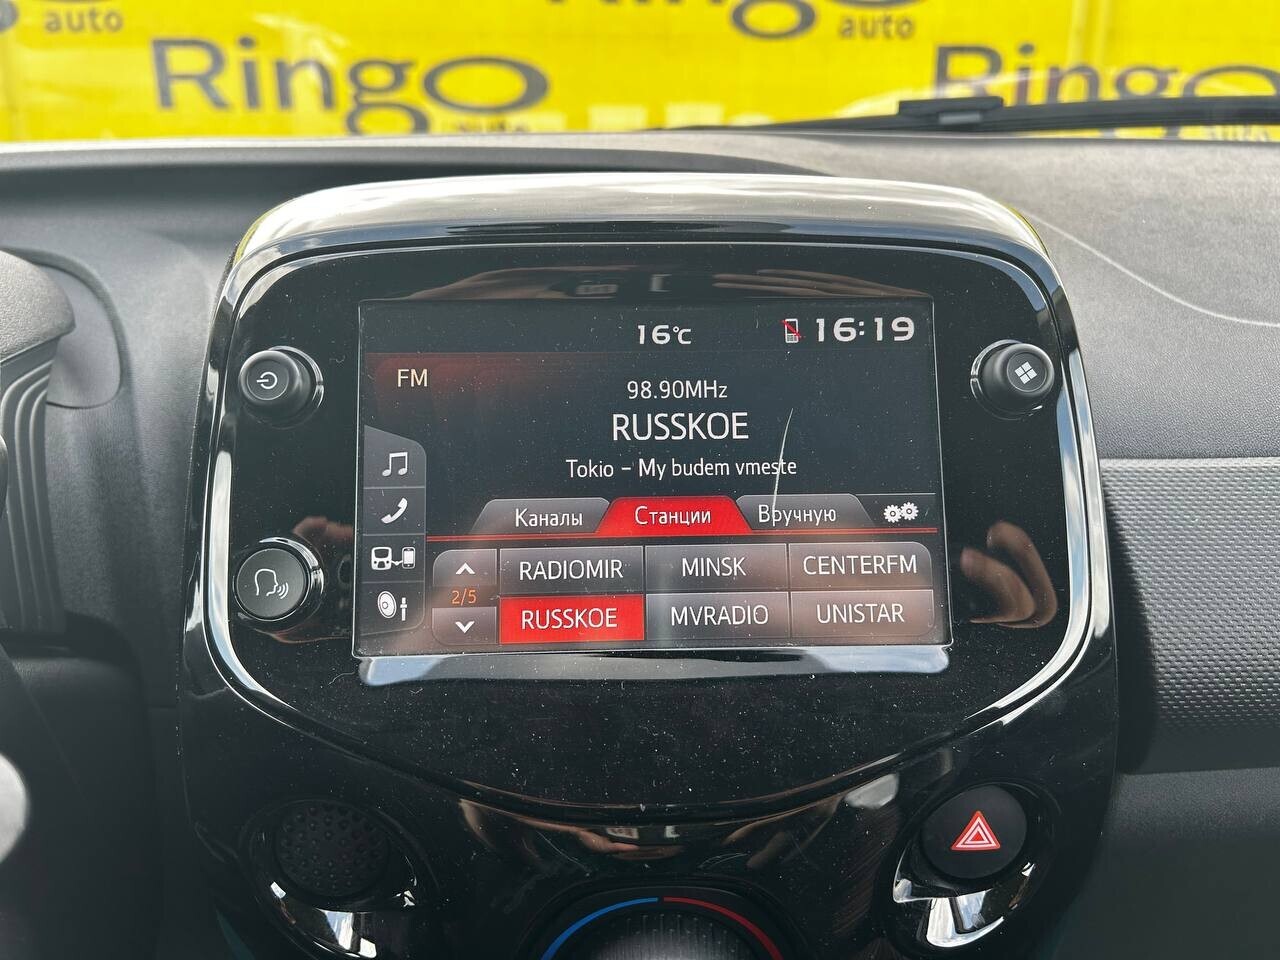 auto
Ringo
auto
Ringo
Ringo
16°C
16:19
FM
98.90MHz
RUSSKOE
Tokio – My budem vmeste
Каналы
Станции
Вручную
RADIOMIR
MINSK
CENTERFM
2/5
RUSSKOE
MVRADIO
UNISTAR